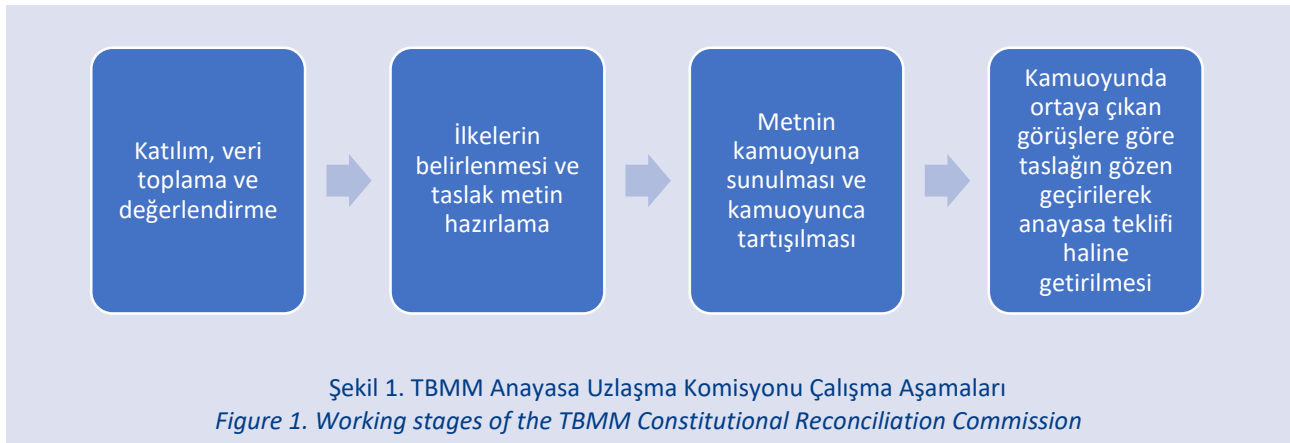 Katılım, veri
toplama ve
değerlendirme
İlkelerin
belirlenmesi ve
taslak metin
hazırlama
Metnin
kamuoyuna
sunulması ve
kamuoyunca
tartışılması
Kamuoyunda
ortaya çıkan
görüşlere göre
taslağın gözen
geçirilerek
anayasa teklifi
haline
getirilmesi
Şekil 1. TBMM Anayasa Uzlaşma Komisyonu Çalışma Aşamaları
Figure 1. Working stages of the TBMM Constitutional Reconciliation Commission